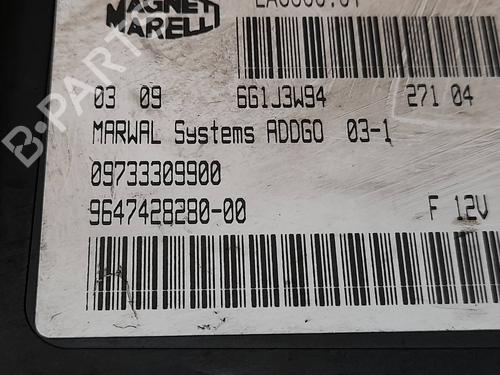 MAGNETI
MARELLI
03 09 661J3W94 271 04
MARWAL Systems ADDGO 03-1
09733309900
9647428280-00 F 12V
B-PARTS